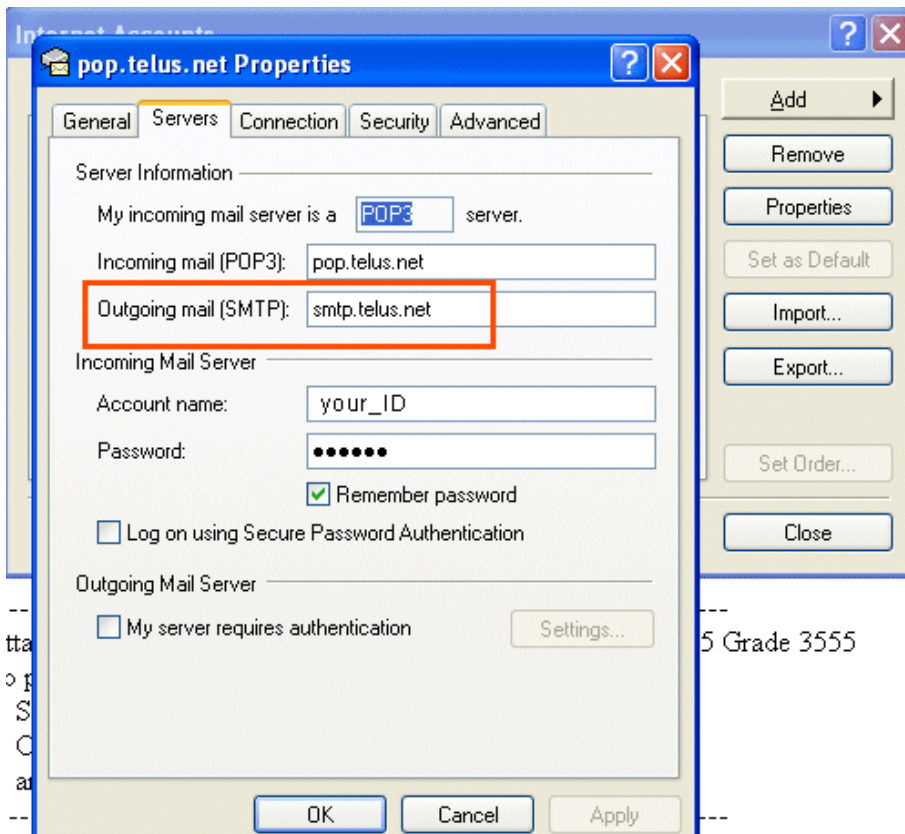 Internet Accounts
pop.telus.net Properties
General Servers Connection Security Advanced
Server Information
My incoming mail server is a POP3 server.
Incoming mail (POP3): pop.telus.net
Outgoing mail (SMTP): smtp.telus.net
Incoming Mail Server
Account name: your_ID
Password: ●●●●●●
Remember password
Log on using Secure Password Authentication
Outgoing Mail Server
My server requires authentication Settings...
OK Cancel Apply
Add
Remove
Properties
Set as Default
Import...
Export...
Set Order...
Close
-- ---
tta 5 Grade 3555
p
S
-- ---